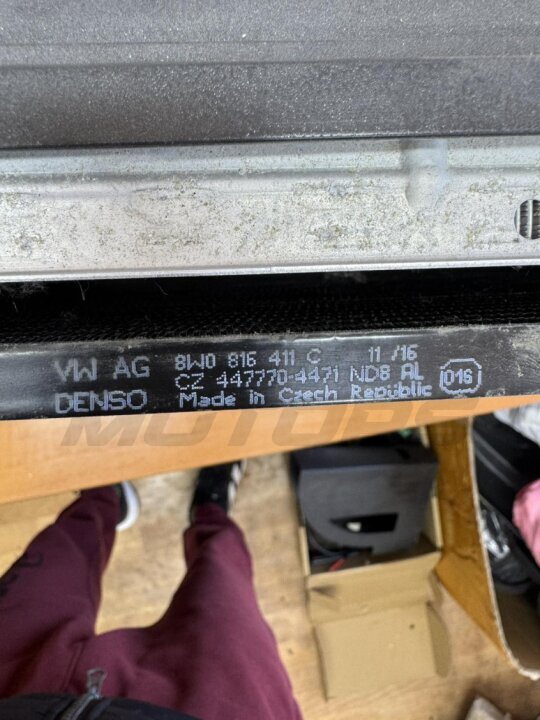 VW AG 8W0 816 411 C 11/16
CZ 447770-4471 ND8 AL 016
DENSO Made in Czech Republic
MOTORS